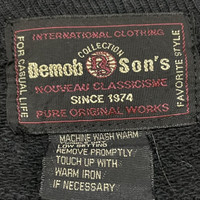 INTERNATIONAL CLOTHING
COLLECTION
Demob Son's
NOUVEAU CLASSICISME
SINCE 1974
PURE ORIGINAL WORKS
FOR CASUAL LIFE
FAVORITE STYLE
MACHINE WASH WARM
REMOVE PROMPTLY
TOUCH UP WITH
WARM IRON
IF NECESSARY